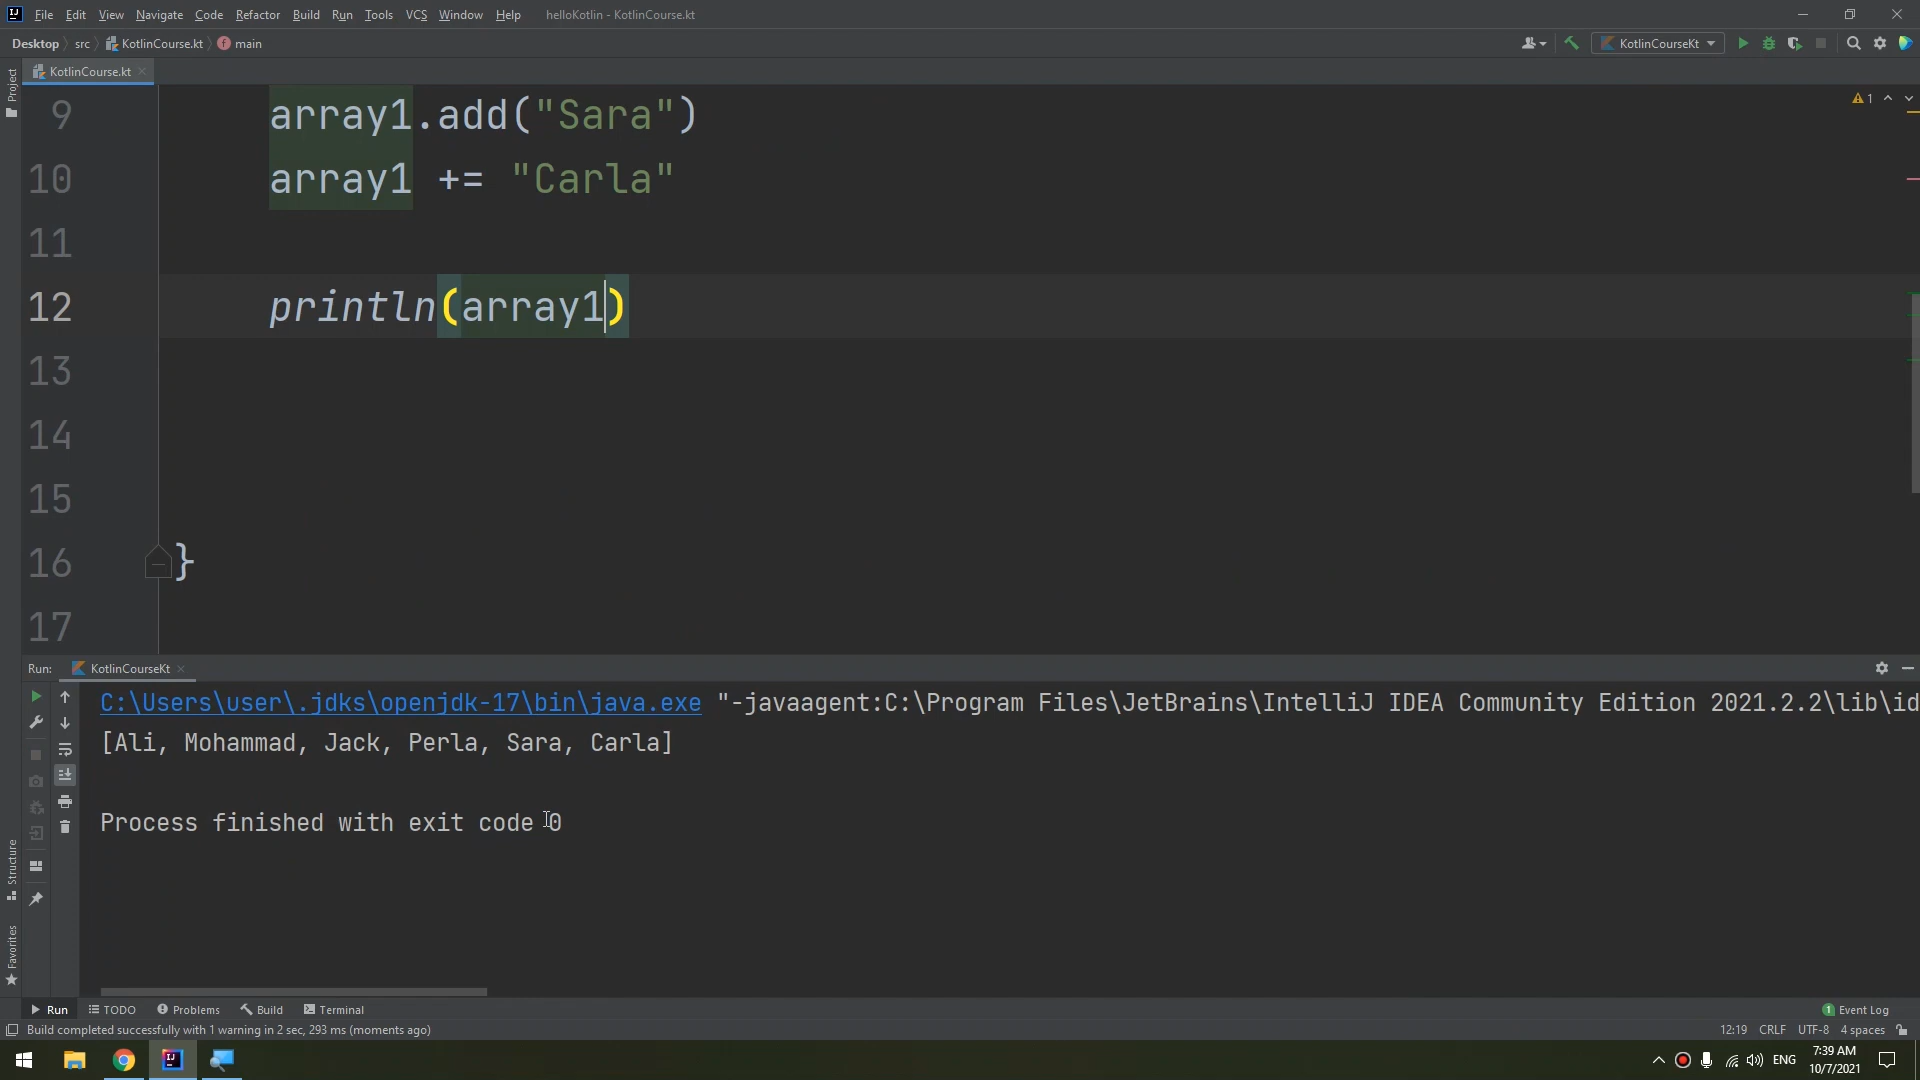 File Edit View Navigate Code Refactor Build Run Tools VCS Window Help helloKotlin - KotlinCourse.kt
Desktop src KotlinCourse.kt main KotlinCourseKt
KotlinCourse.kt
Project
9 array1.add("Sara")
1
10 array1 += "Carla"
11
12 println(array1)
13
14
15
16 }
17
Run: KotlinCourseKt
C:\Users\user\.jdks\openjdk-17\bin\java.exe "-javaagent:C:\Program Files\JetBrains\IntelliJ IDEA Community Edition 2021.2.2\lib\id
[Ali, Mohammad, Jack, Perla, Sara, Carla]
Process finished with exit code 0
Structure
Favorites
Run TODO Problems Build Terminal 1 Event Log
Build completed successfully with 1 warning in 2 sec, 293 ms (moments ago) 12:19 CRLF UTF-8 4 spaces
ENG 7:39 AM
10/7/2021